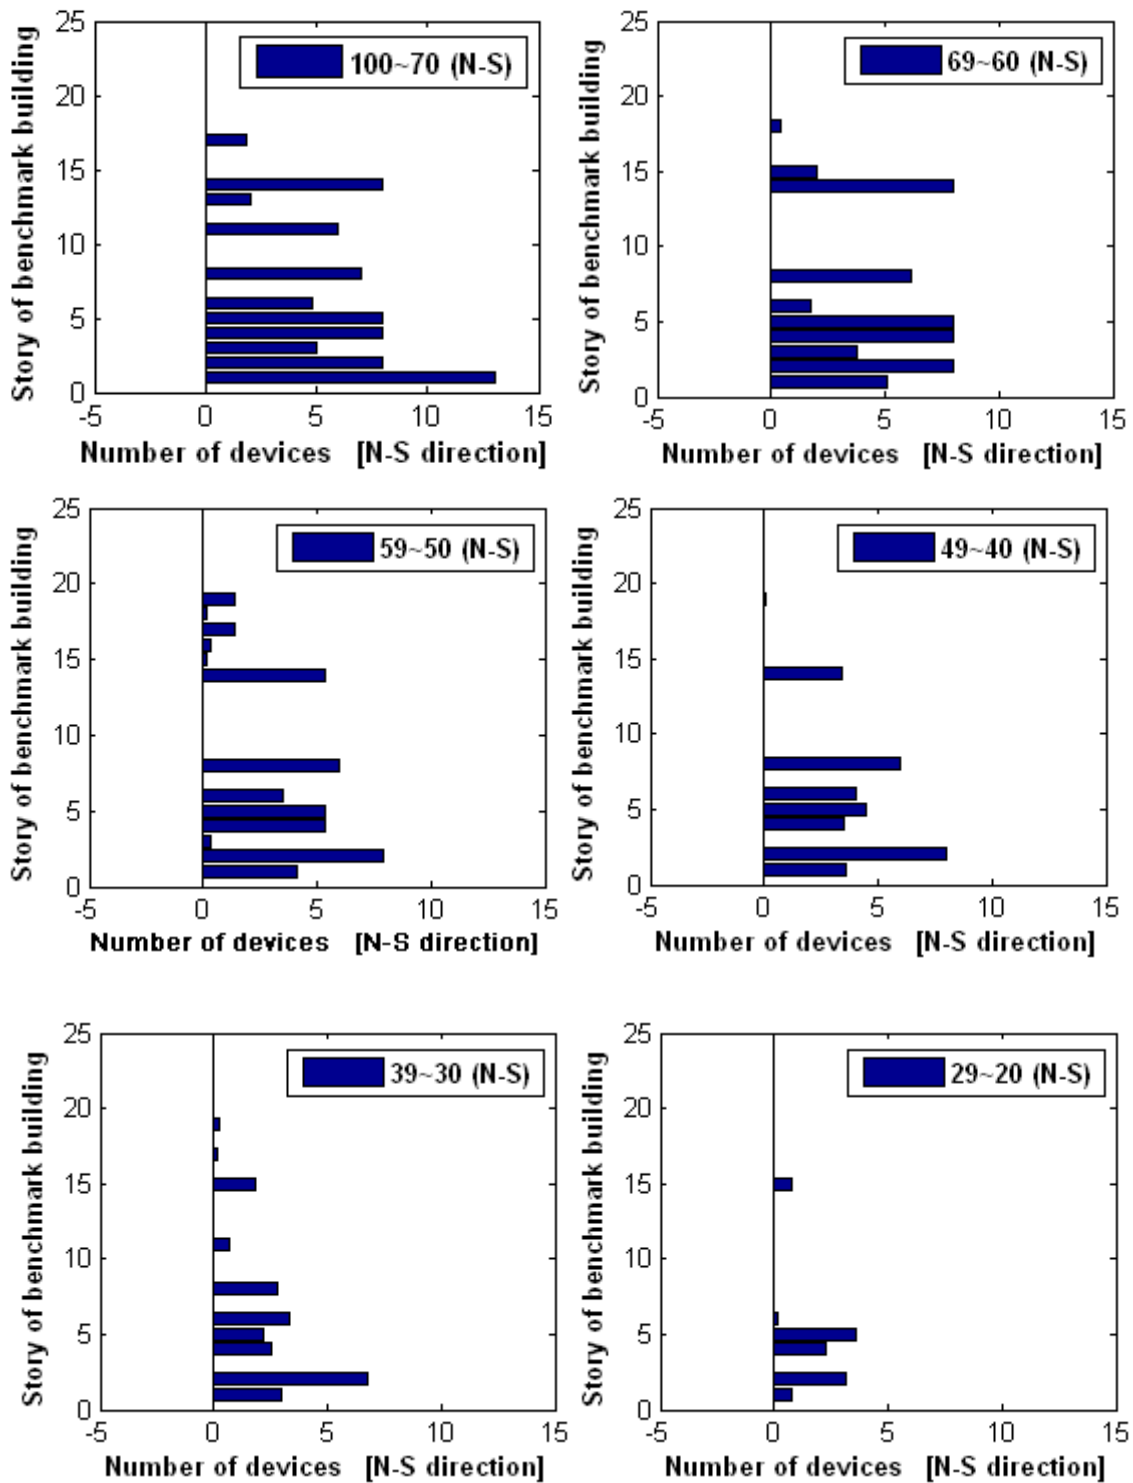 25
20
15
10
5
0
Story of benchmark building
100~70 (N-S)
-5 0 5 10 15
Number of devices [N-S direction]
25
20
15
10
5
0
Story of benchmark building
69~60 (N-S)
-5 0 5 10 15
Number of devices [N-S direction]
25
20
15
10
5
0
Story of benchmark building
59~50 (N-S)
-5 0 5 10 15
Number of devices [N-S direction]
25
20
15
10
5
0
Story of benchmark building
49~40 (N-S)
-5 0 5 10 15
Number of devices [N-S direction]
25
20
15
10
5
0
Story of benchmark building
39~30 (N-S)
-5 0 5 10 15
Number of devices [N-S direction]
25
20
15
10
5
0
Story of benchmark building
29~20 (N-S)
-5 0 5 10 15
Number of devices [N-S direction]